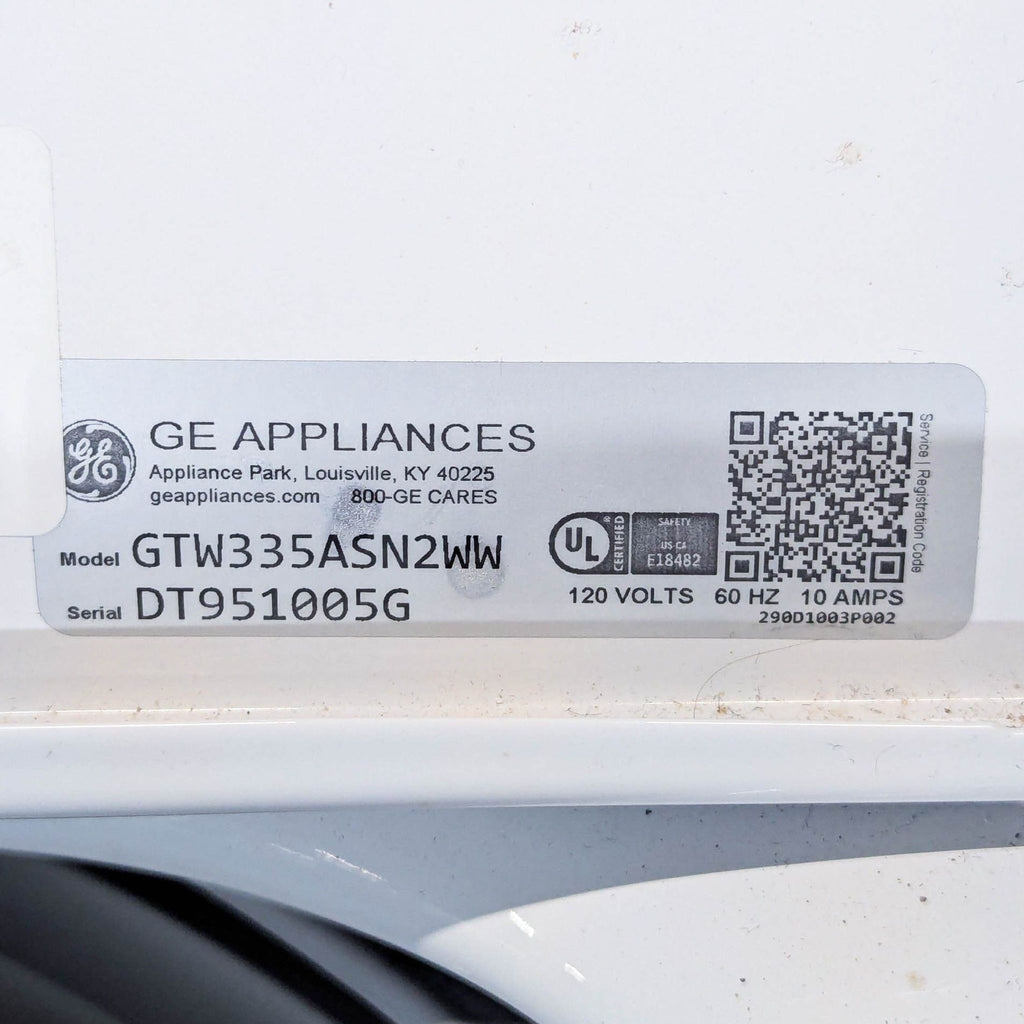 GE
GE APPLIANCES
Appliance Park, Louisville, KY 40225
geappliances.com 800-GE CARES
Model GTW335ASN2WW
Serial DT951005G
UL
®
CERTIFIED
SAFETY
US CA
E18482
120 VOLTS 60 HZ 10 AMPS
290D1003P002
Service | Registration Code